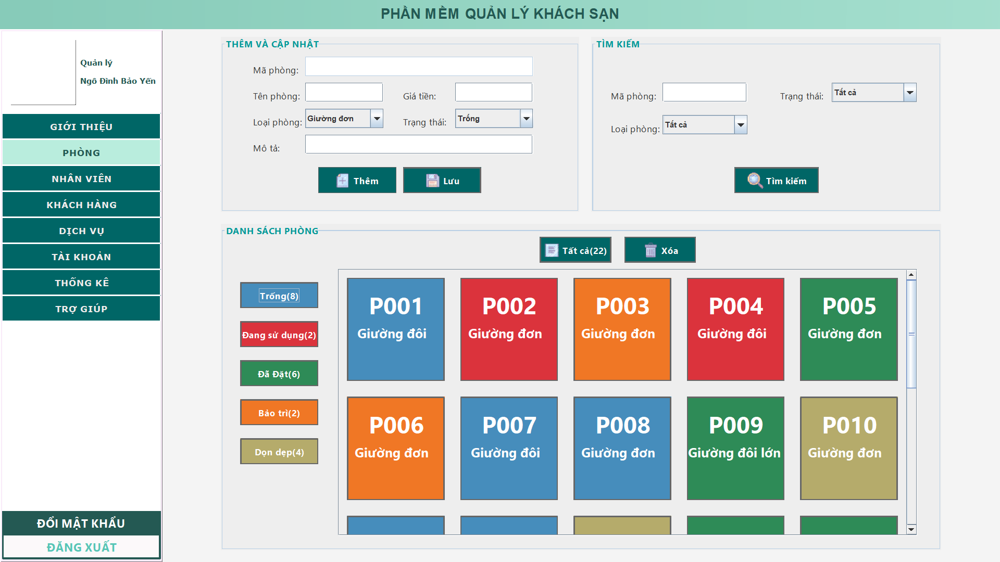 PHẦN MỀM QUẢN LÝ KHÁCH SẠN
Quản lý
Ngô Đình Bảo Yến
GIỚI THIỆU
PHÒNG
NHÂN VIÊN
KHÁCH HÀNG
DỊCH VỤ
TÀI KHOẢN
THỐNG KÊ
TRỢ GIÚP
ĐỔI MẬT KHẨU
ĐĂNG XUẤT
THÊM VÀ CẬP NHẬT
Mã phòng:
Tên phòng:
Giá tiền:
Loại phòng:
Giường đơn
Trạng thái:
Trống
Mô tả:
Thêm
Lưu
TÌM KIẾM
Mã phòng:
Trạng thái:
Tất cả
Loại phòng:
Tất cả
Tìm kiếm
DANH SÁCH PHÒNG
Tất cả(22)
Xóa
Trống(8)
Đang sử dụng(2)
Đã Đặt(6)
Bảo trì(2)
Dọn dẹp(4)
P001
Giường đôi
P002
Giường đơn
P003
Giường đơn
P004
Giường đôi
P005
Giường đơn
P006
Giường đơn
P007
Giường đôi
P008
Giường đơn
P009
Giường đôi lớn
P010
Giường đơn